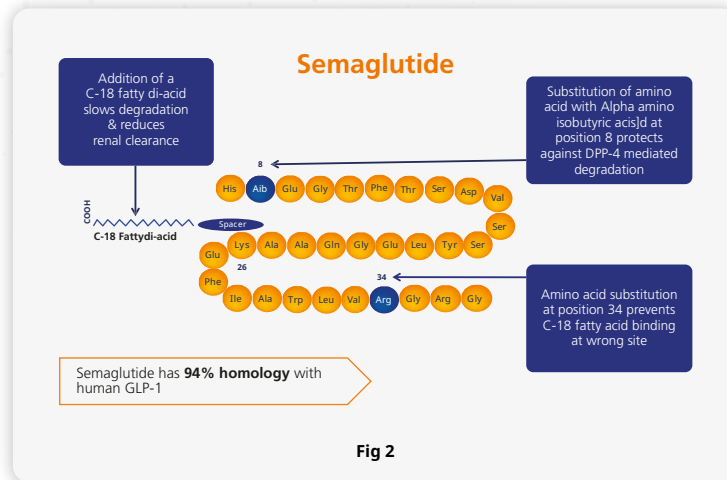 Semaglutide
Addition of a
C-18 fatty di-acid
slows degradation
& reduces
renal clearance
Substitution of amino
acid with Alpha amino
isobutyric acis]d at
position 8 protects
against DPP-4 mediated
degradation
8
His Aib Glu Gly Thr Phe Thr Ser Asp Val
Ser
COOH
C-18 Fattydi-acid
Spacer
Glu Lys Ala Ala Gln Gly Glu Leu Tyr Ser
26
34
Phe
Ile Ala Trp Leu Val Arg Gly Arg Gly
Amino acid substitution
at position 34 prevents
C-18 fatty acid binding
at wrong site
Semaglutide has 94% homology with
human GLP-1
Fig 2